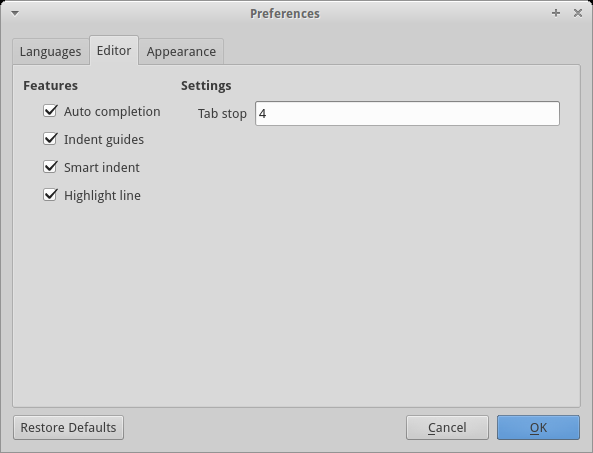 Preferences
Languages Editor Appearance
Features Settings
Auto completion Tab stop 4
Indent guides
Smart indent
Highlight line
Restore Defaults Cancel OK